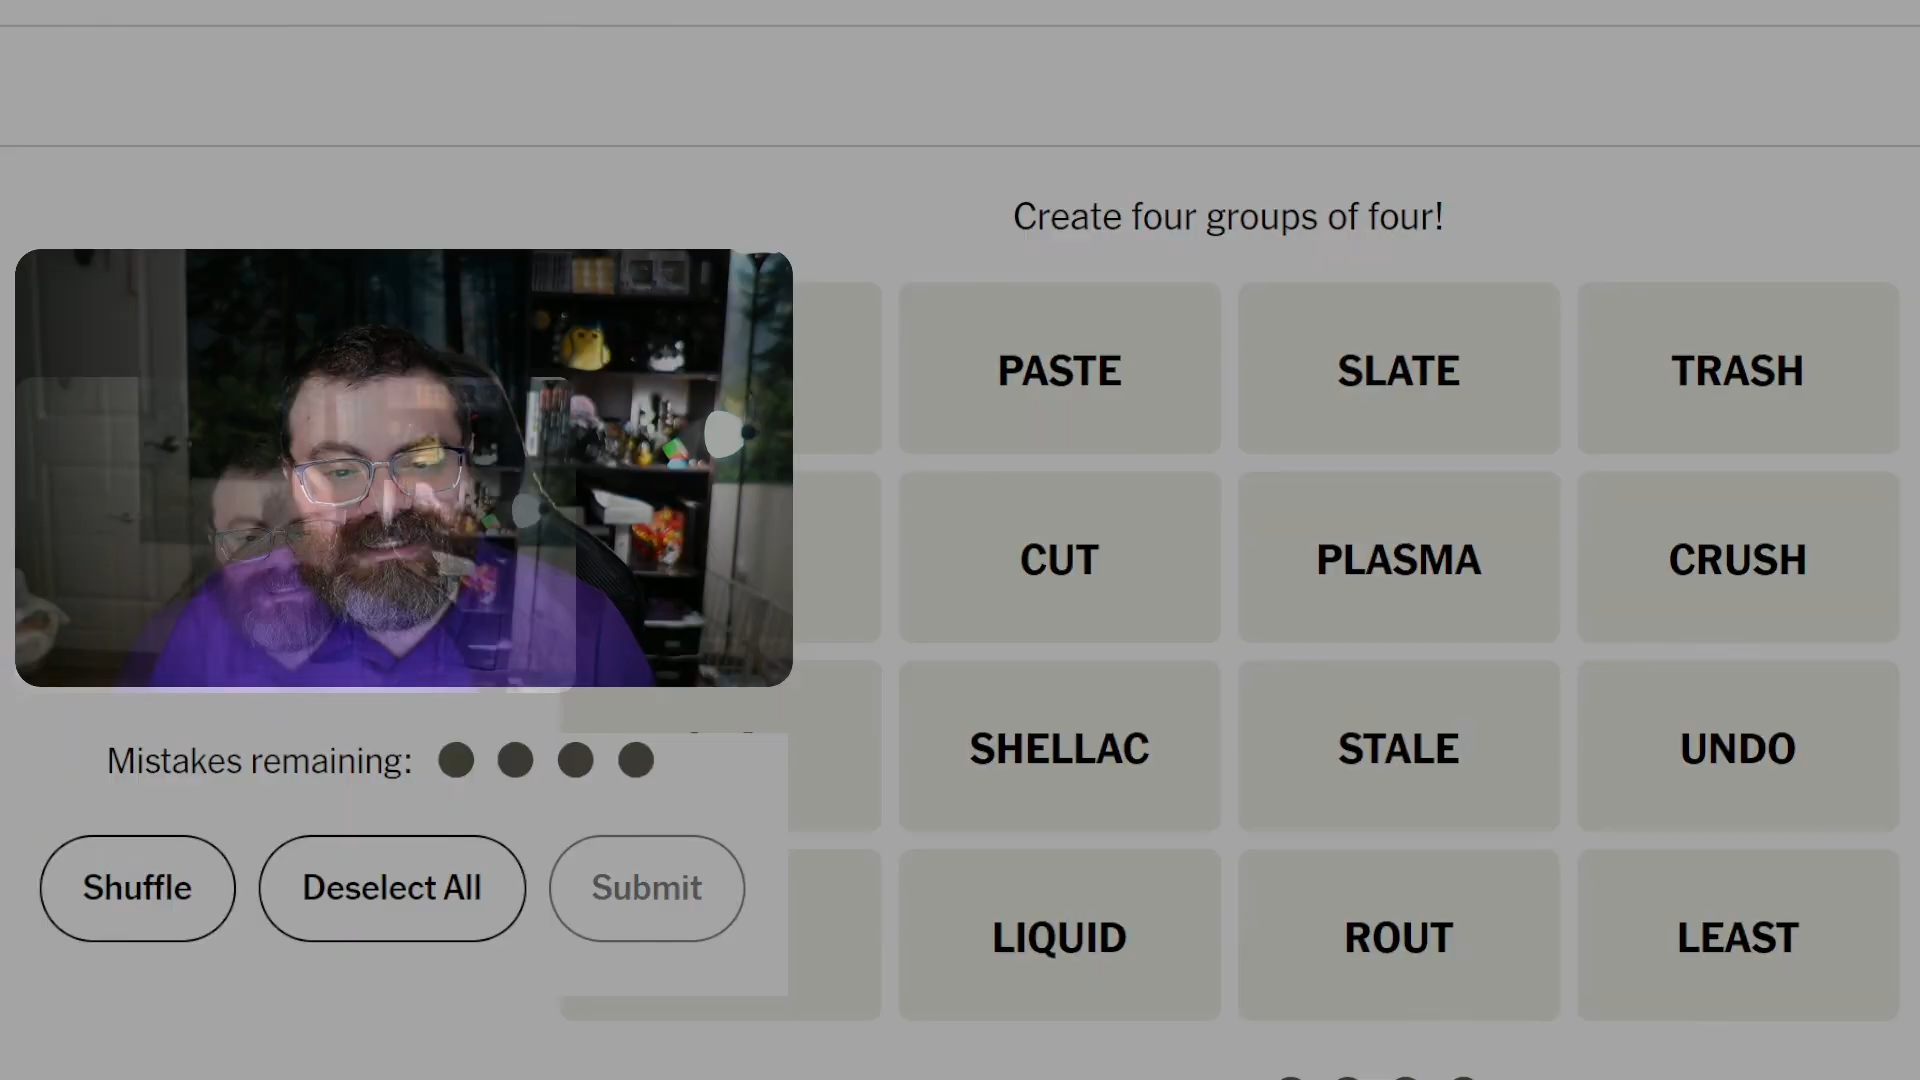 Create four groups of four!
PASTE SLATE TRASH
CUT PLASMA CRUSH
SHELLAC STALE UNDO
Mistakes remaining:
Shuffle Deselect All Submit
LIQUID ROUT LEAST